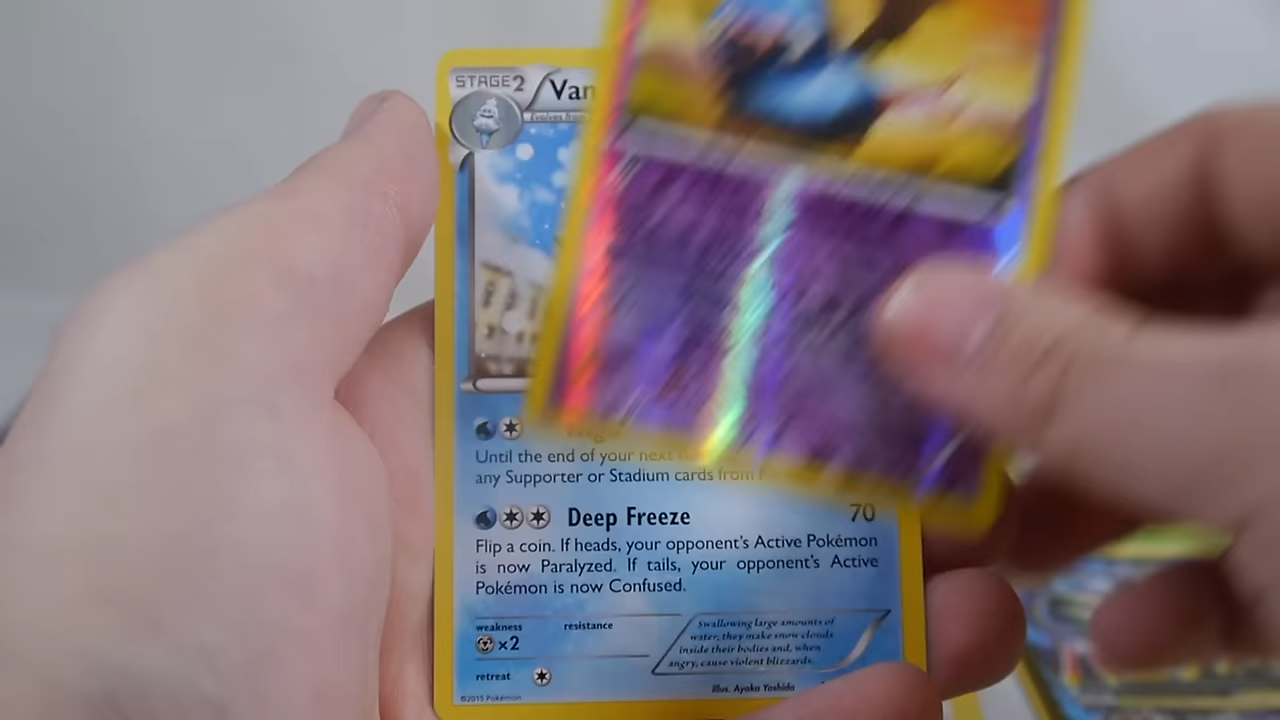 STAGE2
Van
Evolves from
Until the end of your next
any Supporter or Stadium cards from
Deep Freeze 70
Flip a coin. If heads, your opponent's Active Pokémon
is now Paralyzed. If tails, your opponent's Active
Pokémon is now Confused.
weakness resistance
×2
Swallowing large amounts of
water, they make snow clouds
inside their bodies and, when
angry, cause violent blizzards.
retreat
Illus. Ayaka Yoshida
©2015 Pokémon